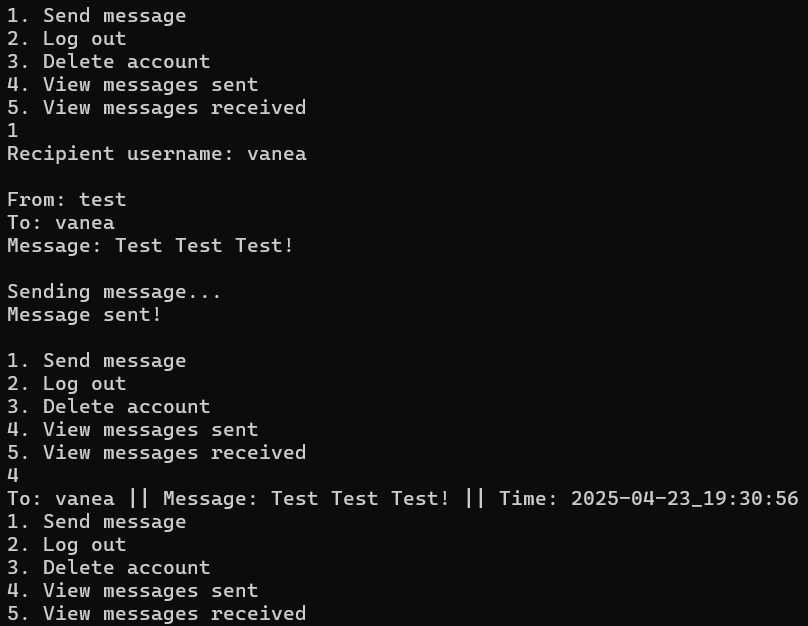 1. Send message
2. Log out
3. Delete account
4. View messages sent
5. View messages received
1
Recipient username: vanea
From: test
To: vanea
Message: Test Test Test!
Sending message...
Message sent!
1. Send message
2. Log out
3. Delete account
4. View messages sent
5. View messages received
4
To: vanea || Message: Test Test Test! || Time: 2025-04-23_19:30:56
1. Send message
2. Log out
3. Delete account
4. View messages sent
5. View messages received